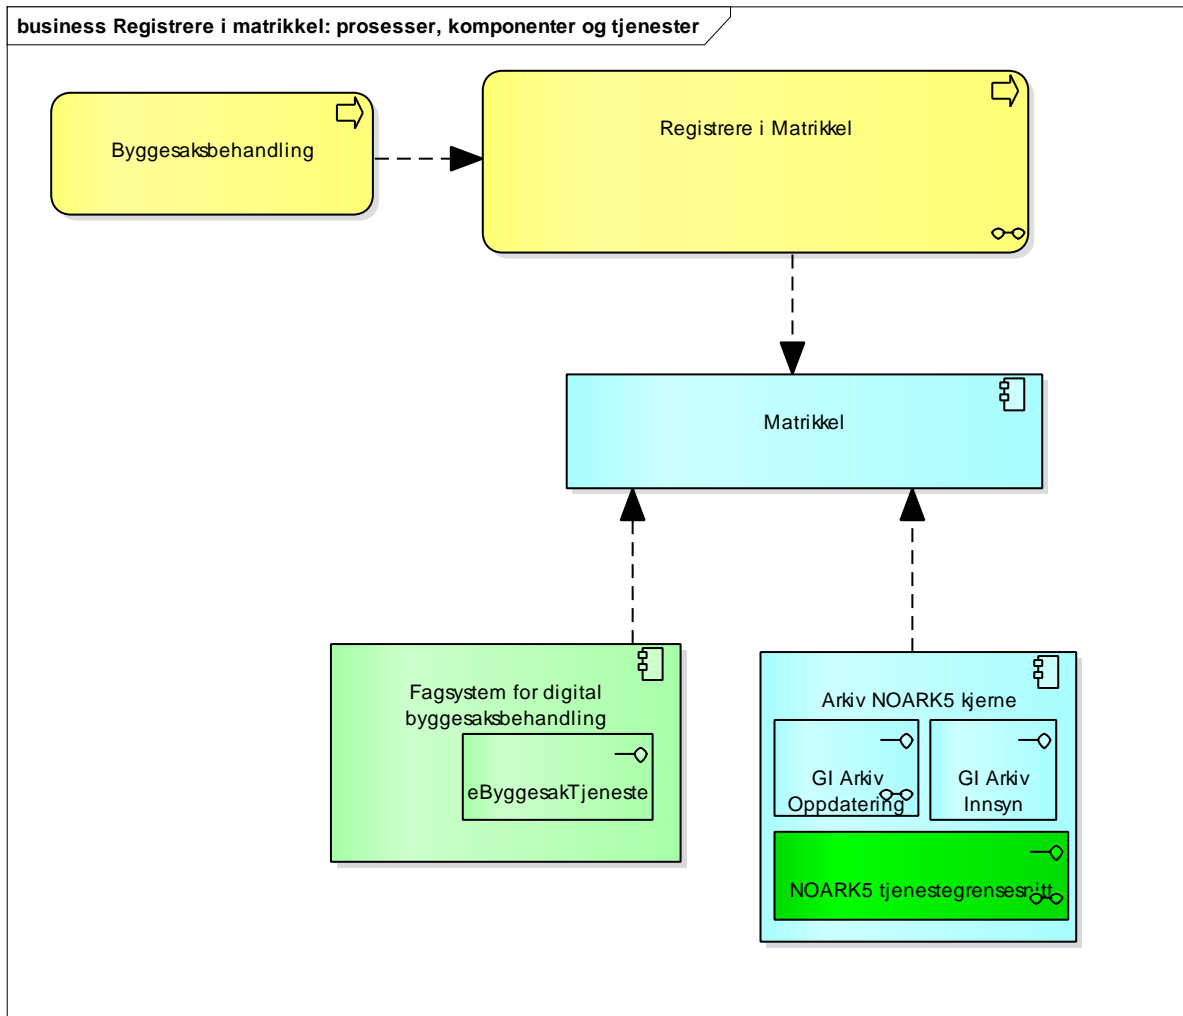 business Registrere i matrikkel: prosesser, komponenter og tjenester
Byggesaksbehandling
Registrere i Matrikkel
Matrikkel
Fagsystem for digital
byggesaksbehandling
eByggesakTjeneste
Arkiv NOARK5 kjerne
GI Arkiv
Oppdatering
GI Arkiv
Innsyn
NOARK5 tjenestegrensesnitt